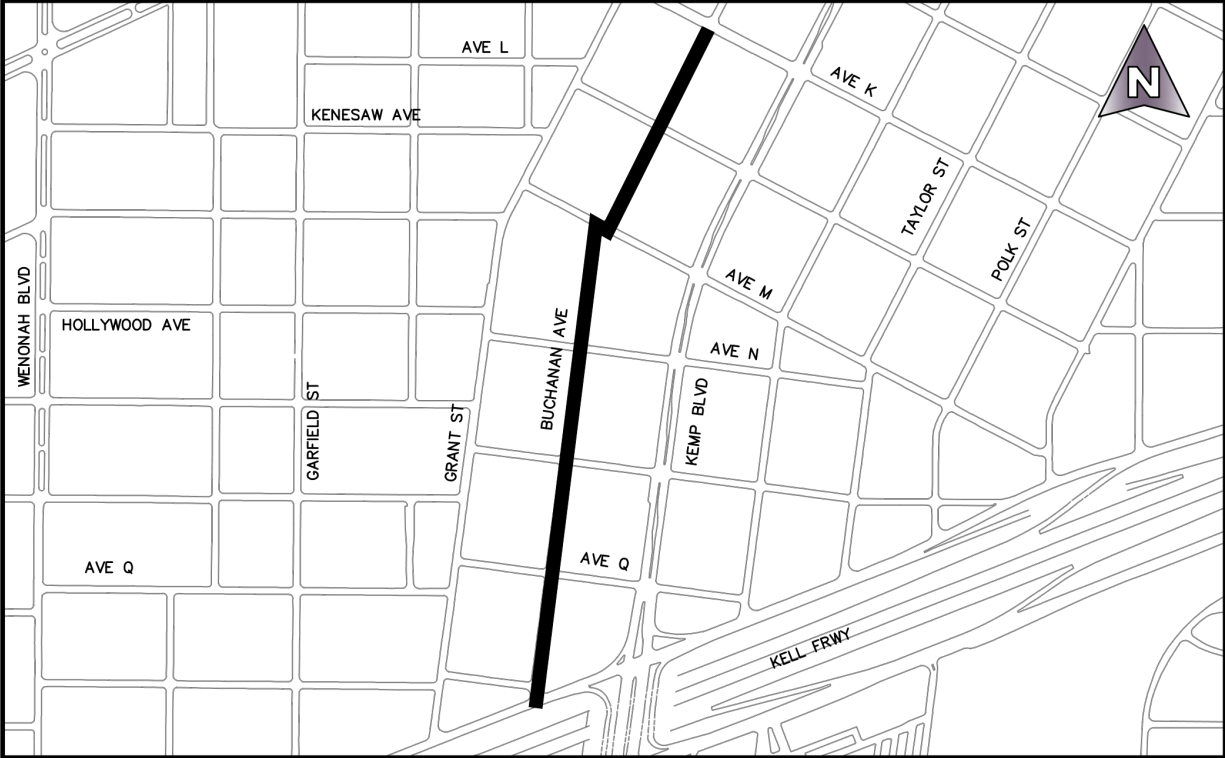 AVE L
N
AVE K
KENESAW AVE
TAYLOR ST
POLK ST
WENONAH BLVD
AVE M
HOLLYWOOD AVE
BUCHANAN AVE
AVE N
GARFIELD ST
GRANT ST
KEMP BLVD
AVE Q
AVE Q
KELL FRWY